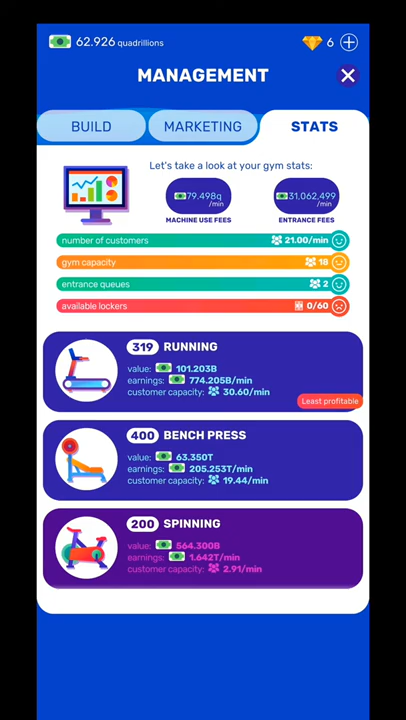 62.926 quadrillions
6
MANAGEMENT
BUILD
MARKETING
STATS
Let's take a look at your gym stats:
79.498q
/min
31,062,499
/min
MACHINE USE FEES
ENTRANCE FEES
number of customers 21.00/min
gym capacity 18
entrance queues 2
available lockers 0/60
319 RUNNING
value: 101.203B
earnings: 774.205B/min
customer capacity: 30.60/min
Least profitable
400 BENCH PRESS
value: 63.350T
earnings: 205.253T/min
customer capacity: 19.44/min
200 SPINNING
value: 564.300B
earnings: 1.642T/min
customer capacity: 2.91/min